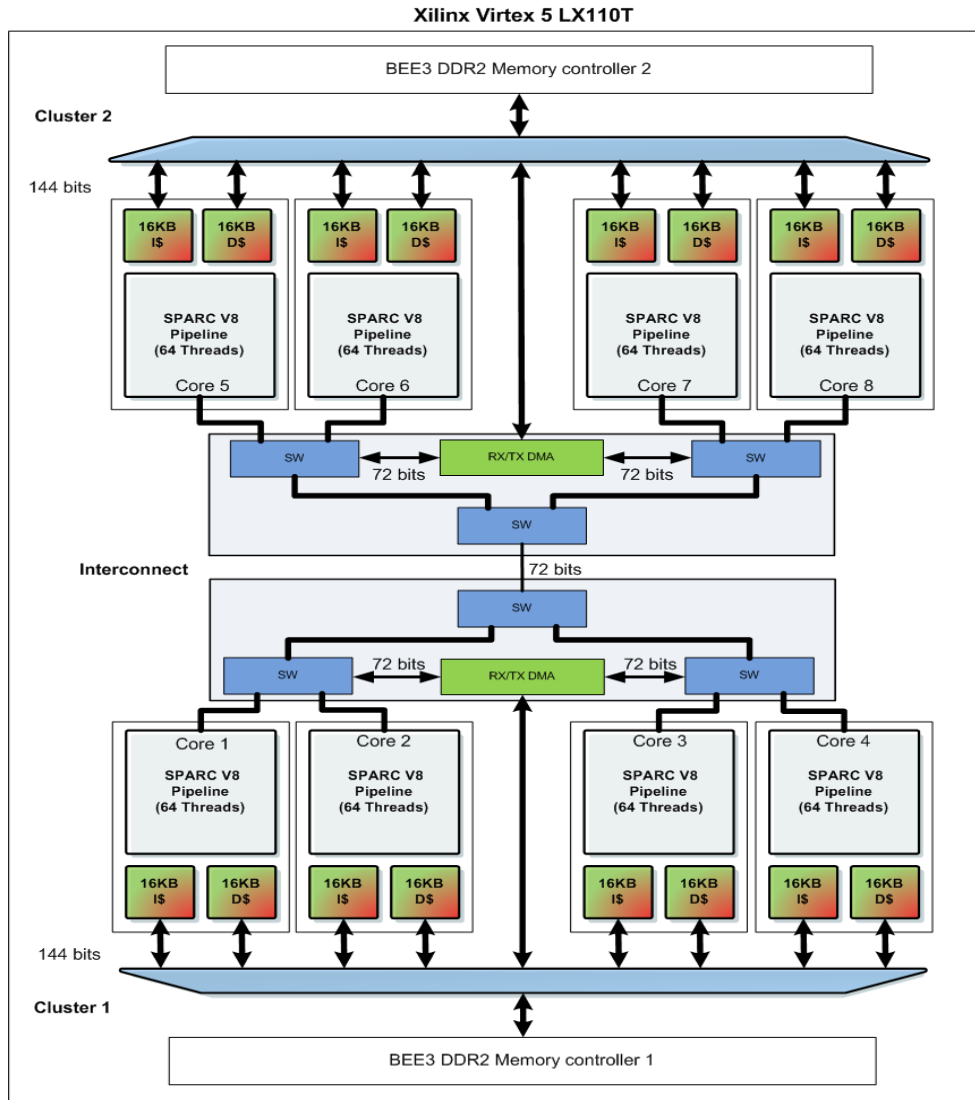 Xilinx Virtex 5 LX110T
BEE3 DDR2 Memory controller 2
Cluster 2
144 bits
16KB
I$
16KB
D$
16KB
I$
16KB
D$
16KB
I$
16KB
D$
16KB
I$
16KB
D$
SPARC V8
Pipeline
(64 Threads)
Core 5
SPARC V8
Pipeline
(64 Threads)
Core 6
SPARC V8
Pipeline
(64 Threads)
Core 7
SPARC V8
Pipeline
(64 Threads)
Core 8
SW
72 bits
RX/TX DMA
72 bits
SW
SW
Interconnect
72 bits
SW
SW
72 bits
RX/TX DMA
72 bits
SW
Core 1
SPARC V8
Pipeline
(64 Threads)
Core 2
SPARC V8
Pipeline
(64 Threads)
Core 3
SPARC V8
Pipeline
(64 Threads)
Core 4
SPARC V8
Pipeline
(64 Threads)
16KB
I$
16KB
D$
16KB
I$
16KB
D$
16KB
I$
16KB
D$
16KB
I$
16KB
D$
144 bits
Cluster 1
BEE3 DDR2 Memory controller 1